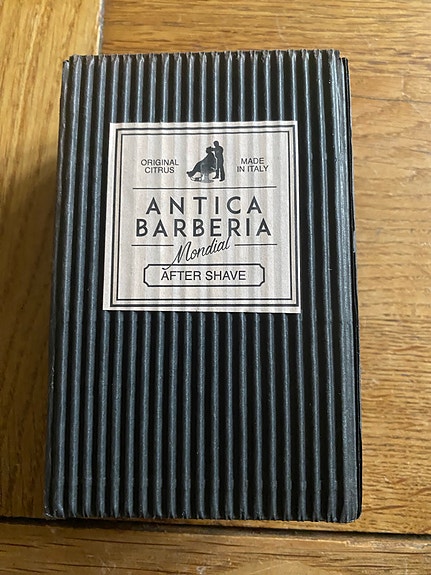 ORIGINAL
CITRUS
MADE
IN ITALY
ANTICA
BARBERIA
Mondial
AFTER SHAVE